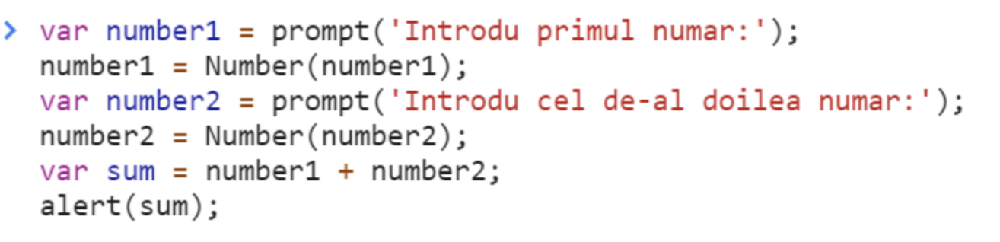 > var number1 = prompt('Introdu primul numar:');
number1 = Number(number1);
var number2 = prompt('Introdu cel de-al doilea numar:');
number2 = Number(number2);
var sum = number1 + number2;
alert(sum);